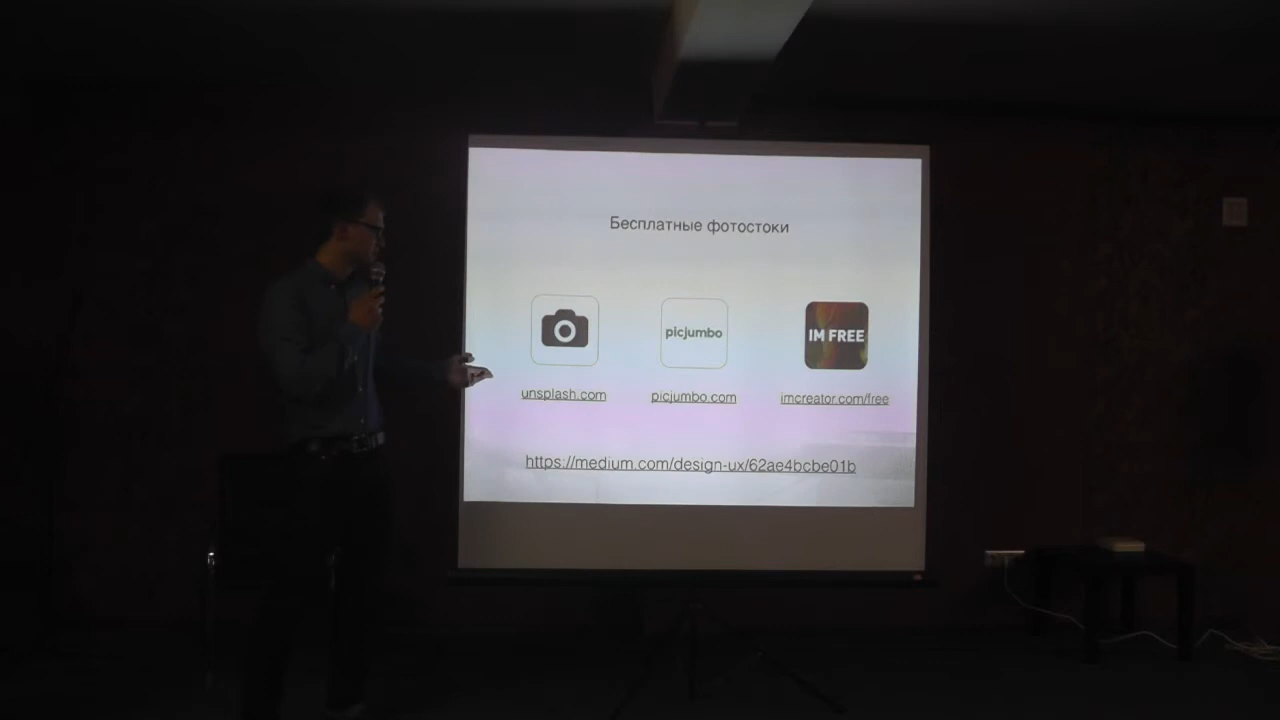 Бесплатные фотостоки
picjumbo
IM FREE
unsplash.com
picjumbo.com
imcreator.com/free
https://medium.com/design-ux/62ae4bcbe01b